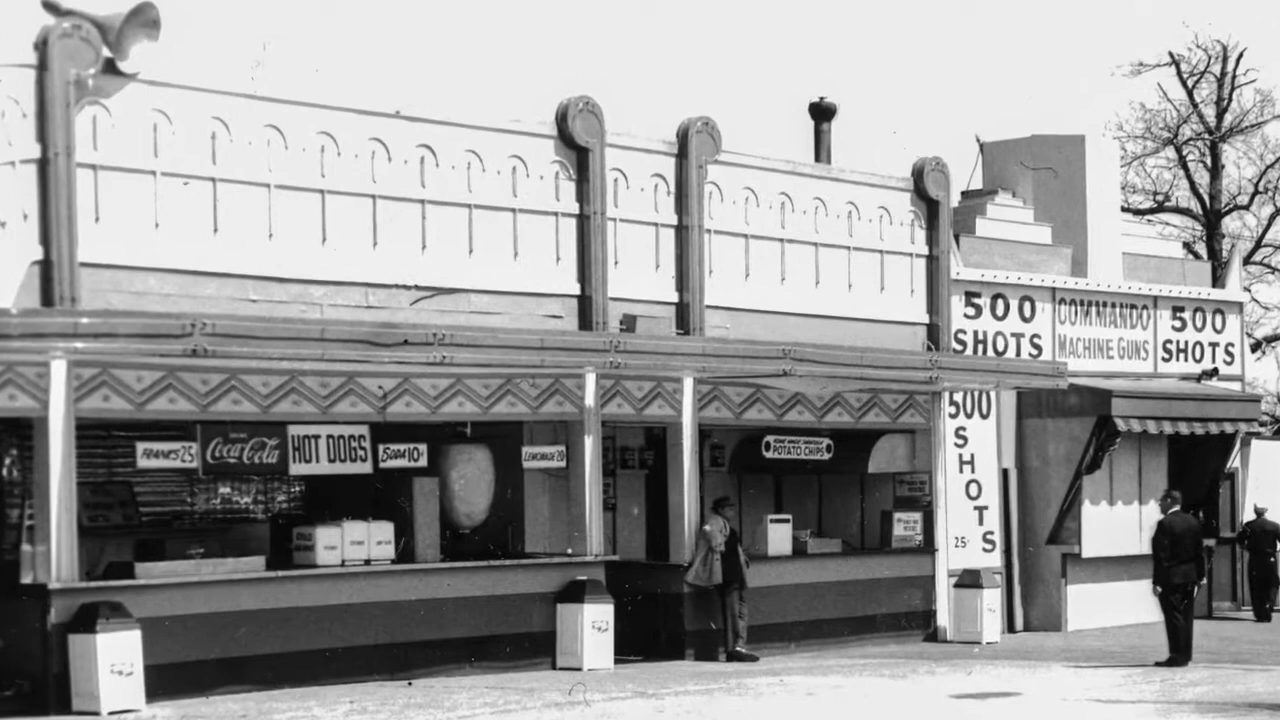 500
SHOTS
COMMANDO
MACHINE GUNS
500
SHOTS
500
SHOTS
25¢
FRANKS 25¢
DRINK
Coca-Cola
HOT DOGS
SODA 10¢
LEMONADE 20¢
POTATO CHIPS